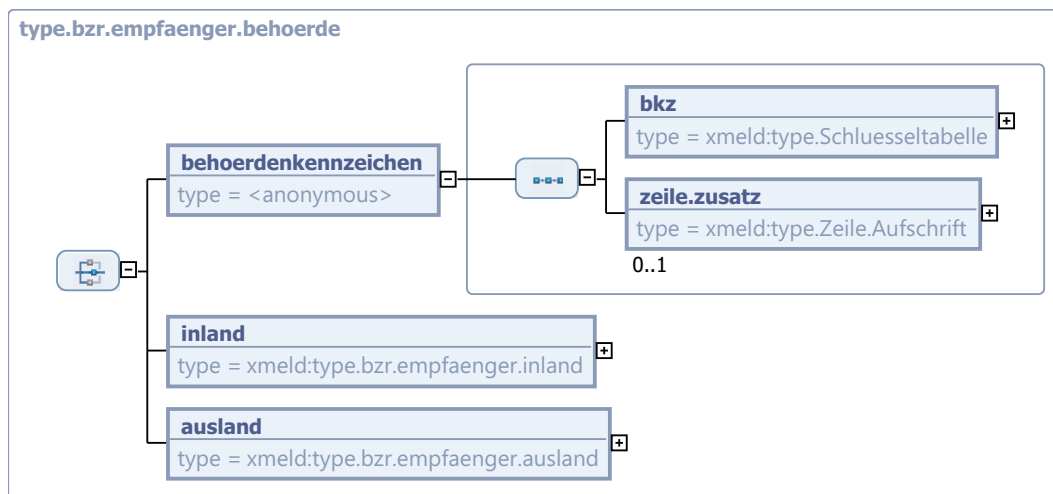 type.bzr.empfaenger.behoerde
bkz
type = xmeld:type.Schluesseltabelle
behoerdenkennzeichen
type = <anonymous>
zeile.zusatz
type = xmeld:type.Zeile.Aufschrift
0..1
inland
type = xmeld:type.bzr.empfaenger.inland
ausland
type = xmeld:type.bzr.empfaenger.ausland